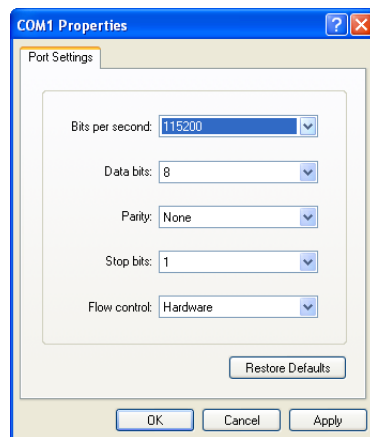 COM1 Properties
Port Settings
Bits per second: 115200
Data bits: 8
Parity: None
Stop bits: 1
Flow control: Hardware
Restore Defaults
OK Cancel Apply